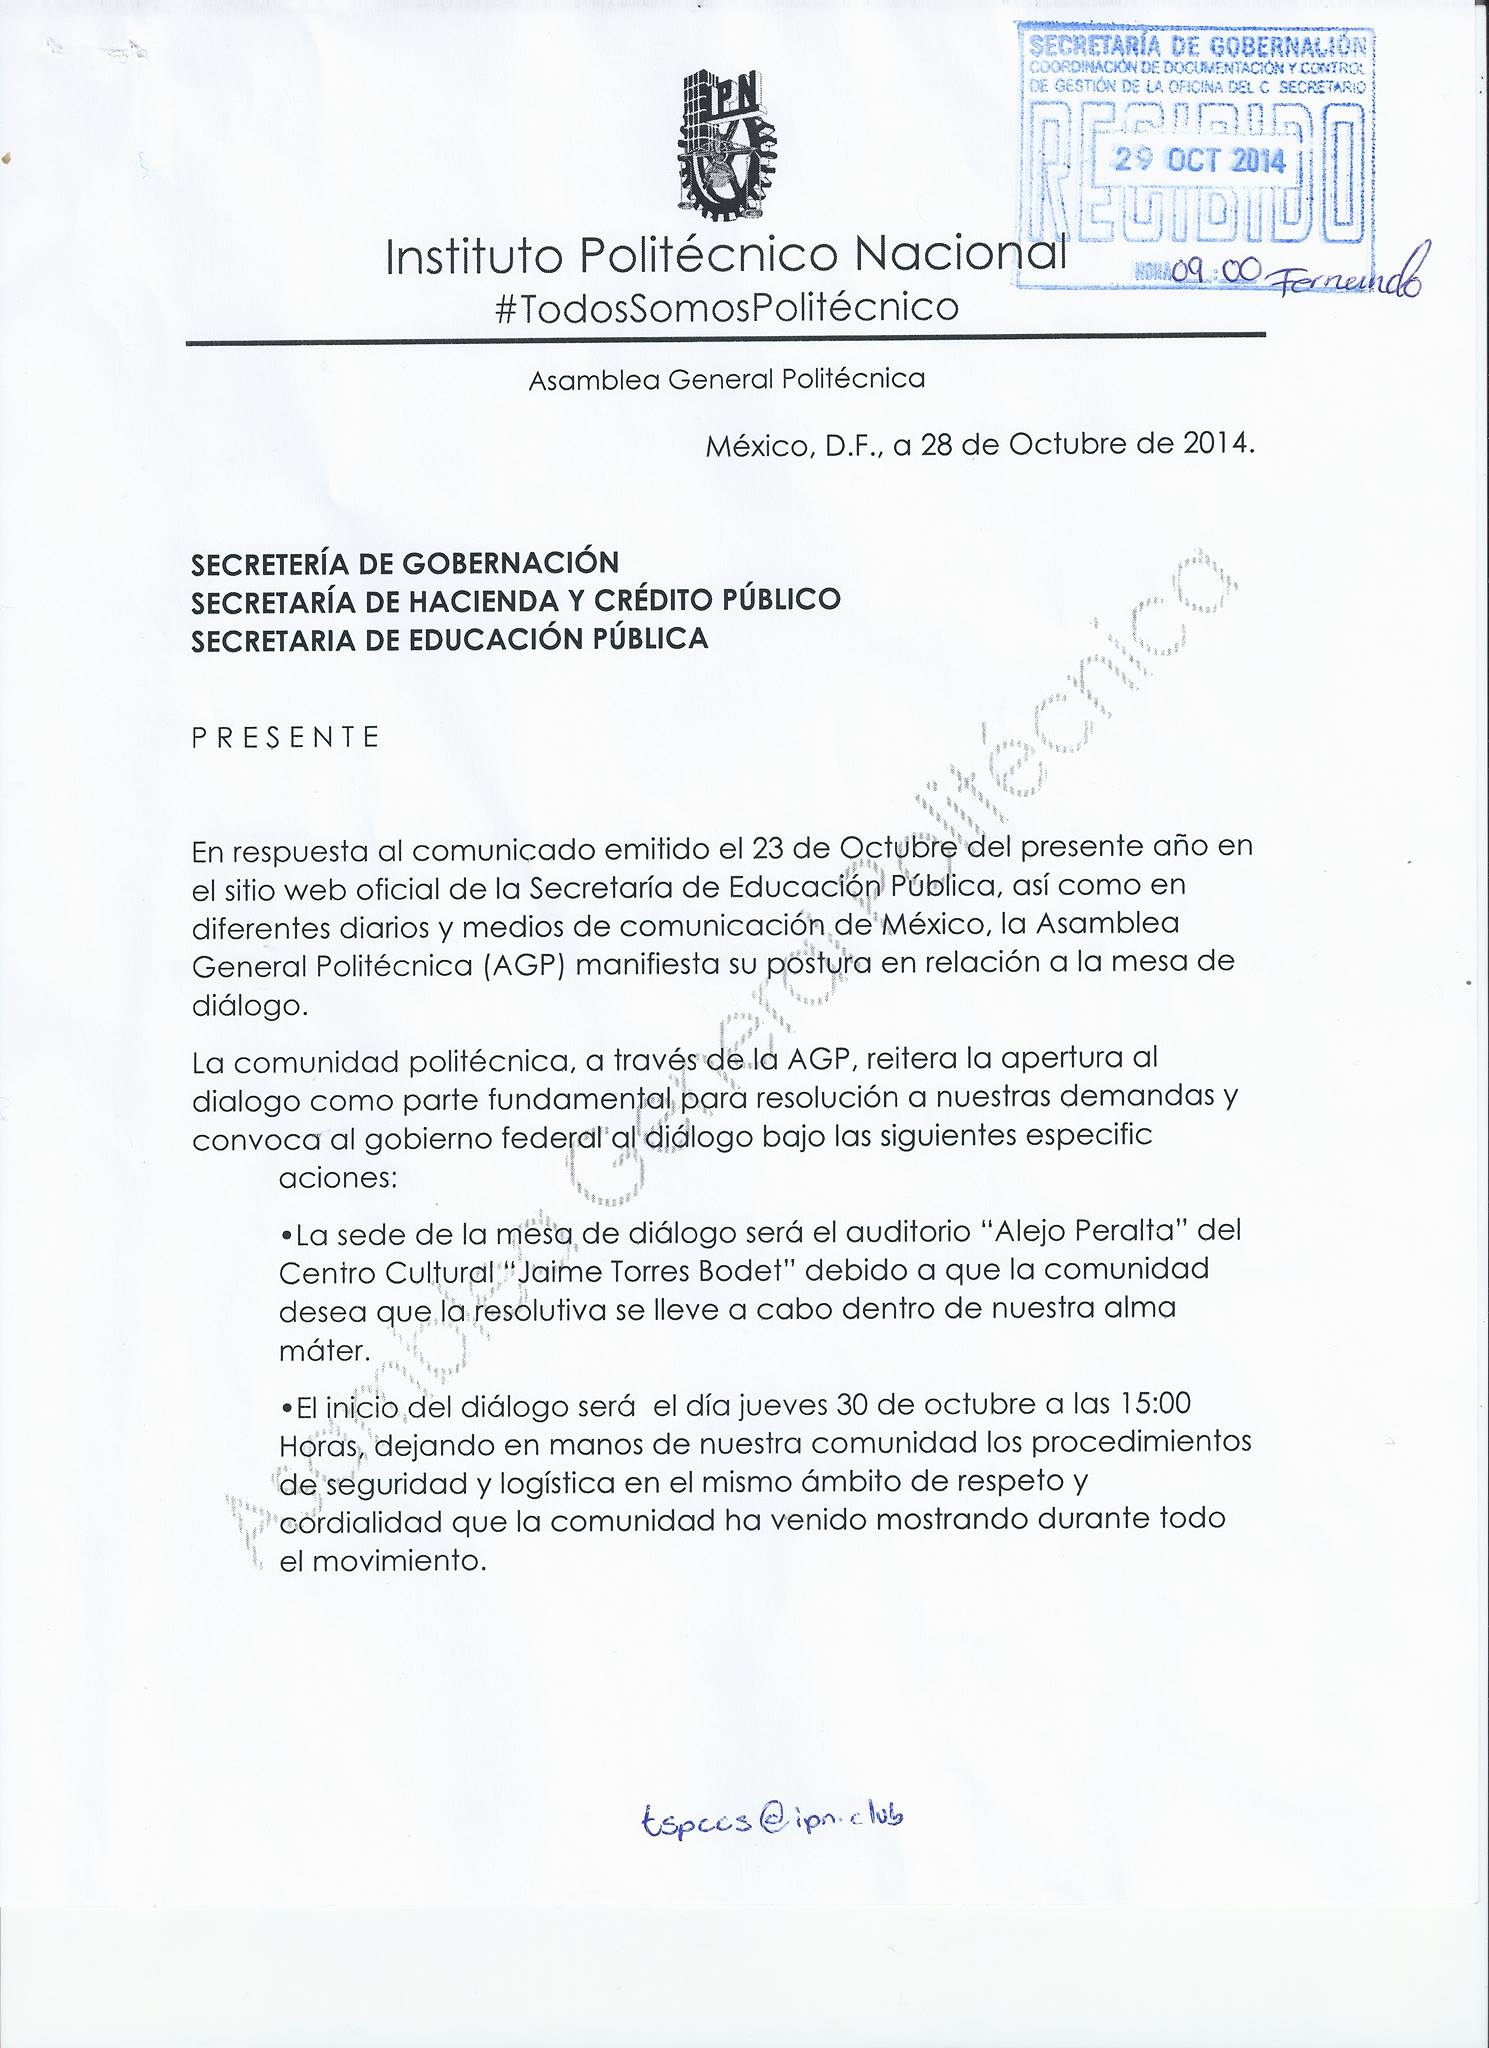 SECRETARÍA DE GOBERNACIÓN
COORDINACIÓN DE DOCUMENTACIÓN Y CONTROL
DE GESTIÓN DE LA OFICINA DEL C SECRETARIO
RECIBIDO
29 OCT 2014
HORA 09:00 Fernando
IPN
Instituto Politécnico Nacional
#TodosSomosPolitécnico
Asamblea General Politécnica
México, D.F., a 28 de Octubre de 2014.
SECRETERÍA DE GOBERNACIÓN
SECRETARÍA DE HACIENDA Y CRÉDITO PÚBLICO
SECRETARIA DE EDUCACIÓN PÚBLICA
P R E S E N T E
En respuesta al comunicado emitido el 23 de Octubre del presente año en
el sitio web oficial de la Secretaría de Educación Pública, así como en
diferentes diarios y medios de comunicación de México, la Asamblea
General Politécnica (AGP) manifiesta su postura en relación a la mesa de
diálogo.
La comunidad politécnica, a través de la AGP, reitera la apertura al
dialogo como parte fundamental para resolución a nuestras demandas y
convoca al gobierno federal al diálogo bajo las siguientes especific
aciones:
•La sede de la mesa de diálogo será el auditorio “Alejo Peralta” del
Centro Cultural “Jaime Torres Bodet” debido a que la comunidad
desea que la resolutiva se lleve a cabo dentro de nuestra alma
máter.
•El inicio del diálogo será  el día jueves 30 de octubre a las 15:00
Horas, dejando en manos de nuestra comunidad los procedimientos
de seguridad y logística en el mismo ámbito de respeto y
cordialidad que la comunidad ha venido mostrando durante todo
el movimiento.
Asamblea General Politécnica
tspccs@ipn.club